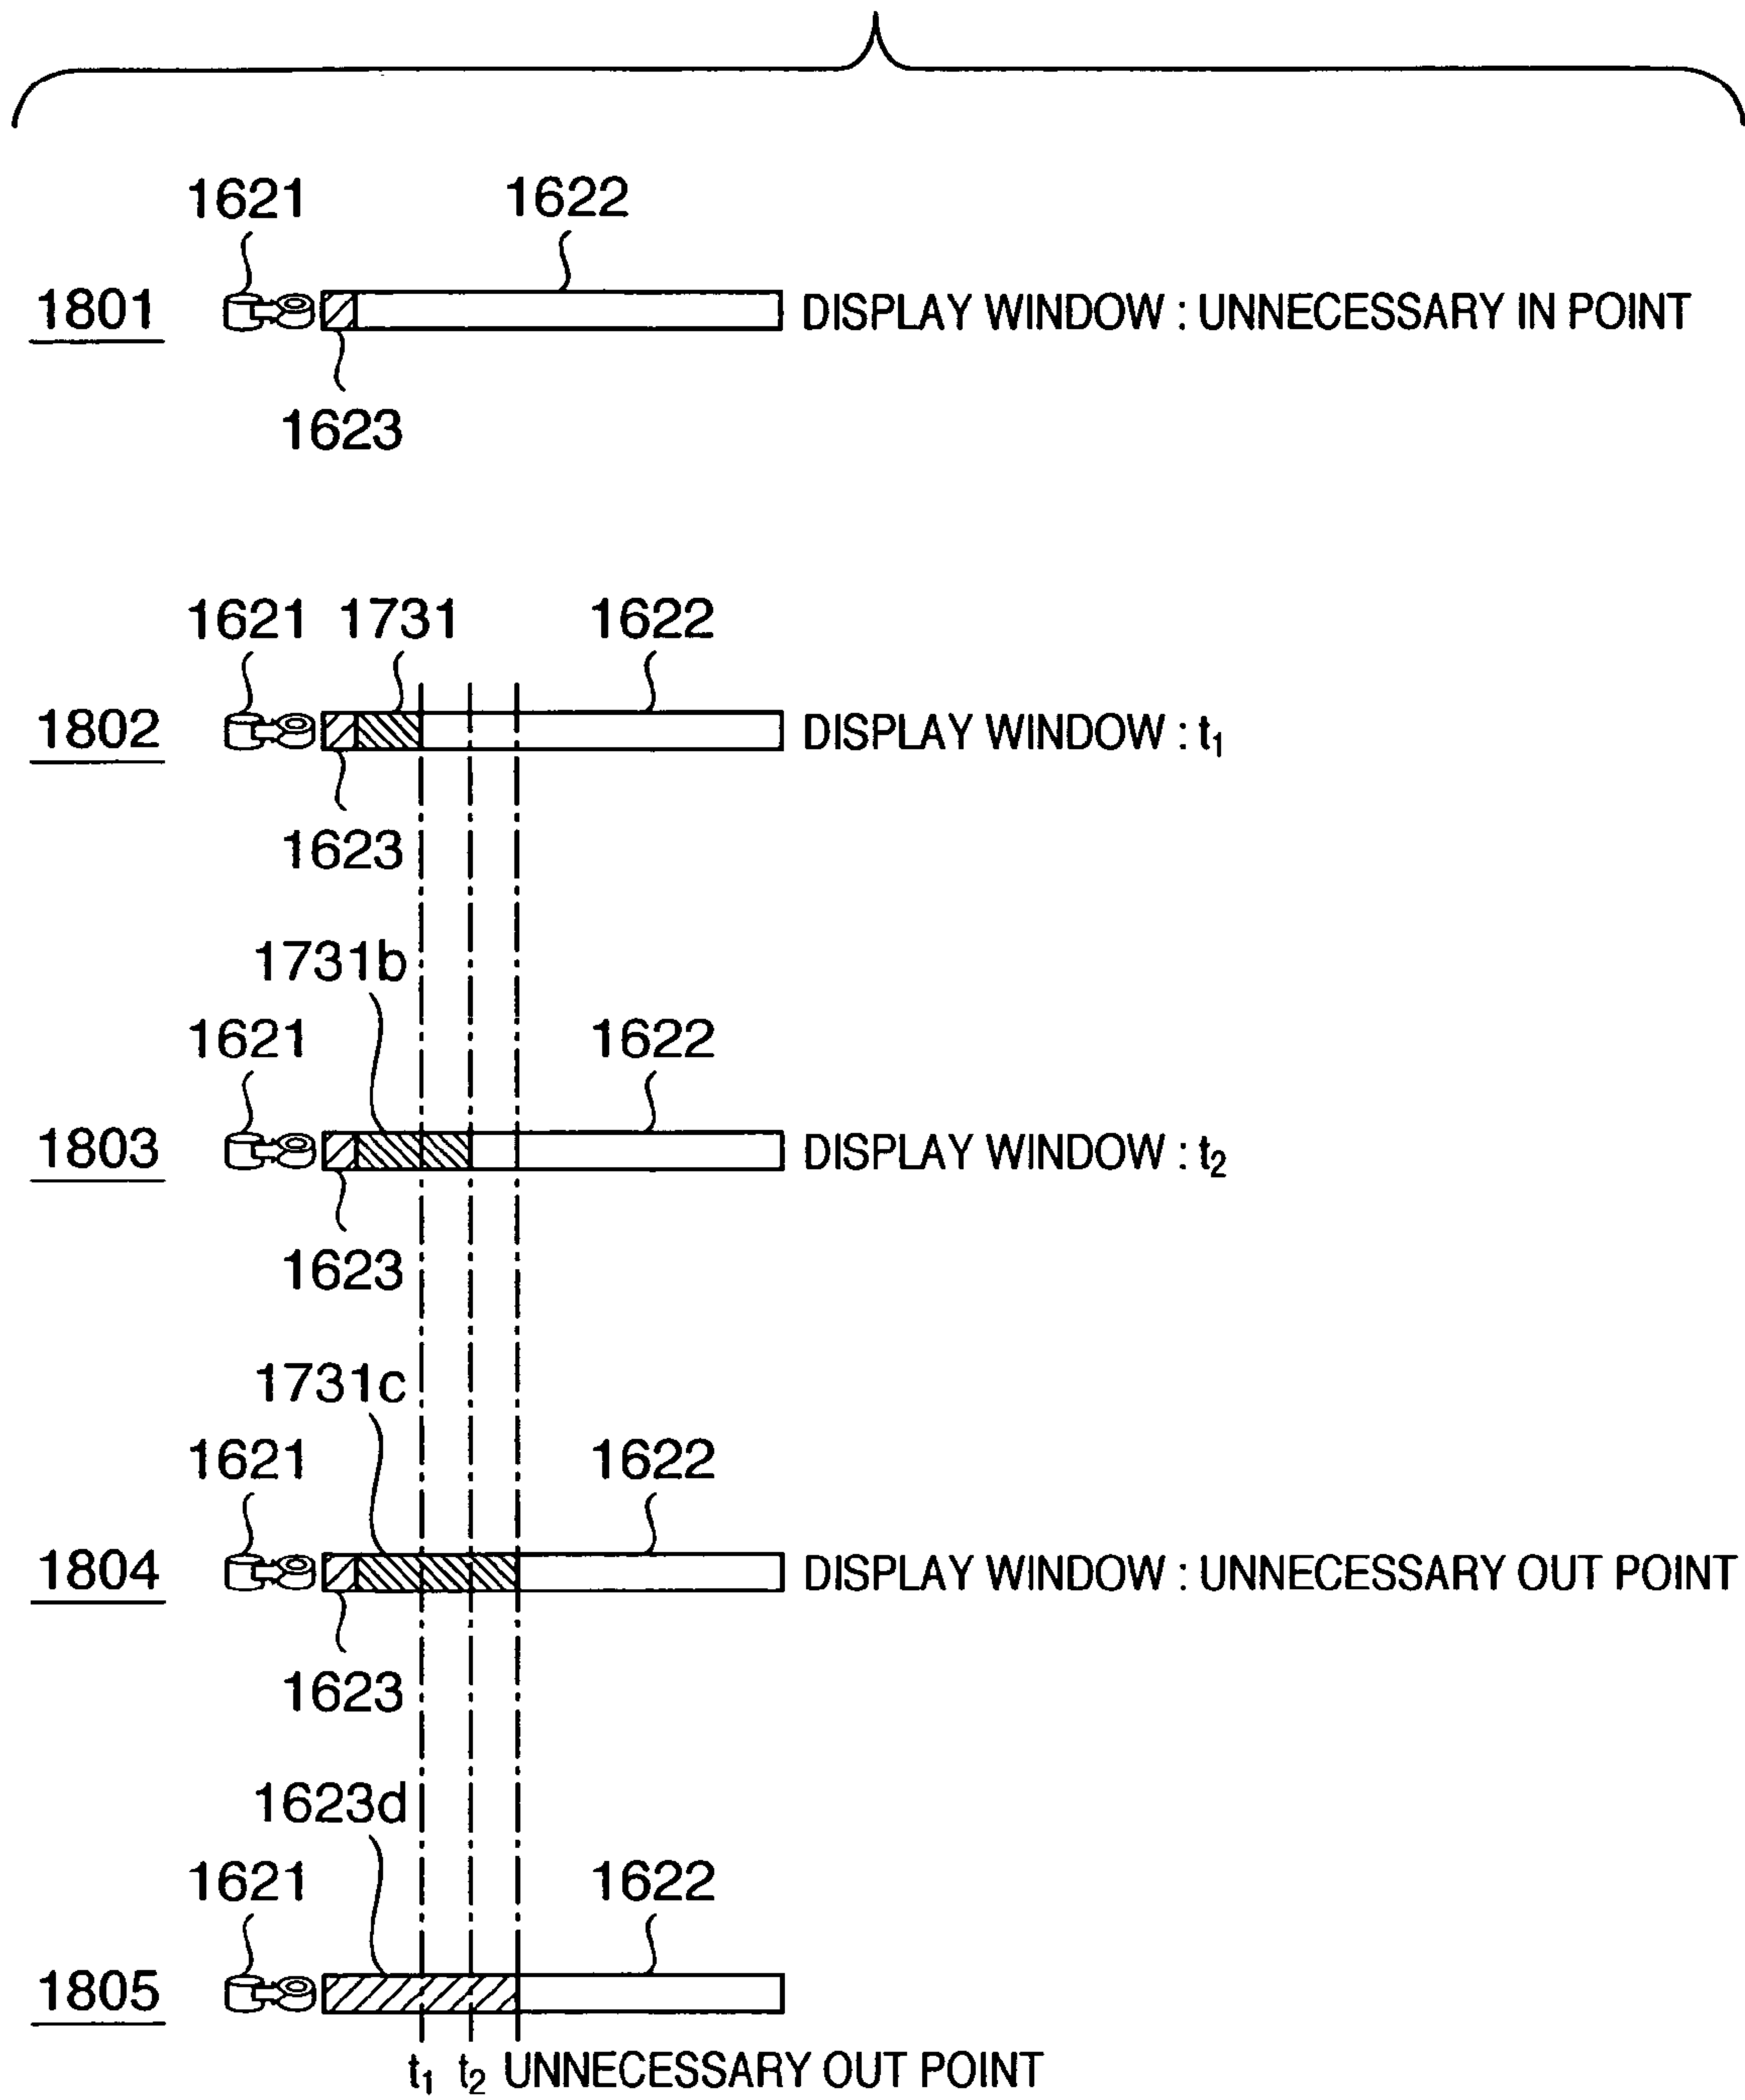 1621 1622
1801 DISPLAY WINDOW : UNNECESSARY IN POINT
1623
1621 1731 1622
1802 DISPLAY WINDOW : t₁
1623
1731b
1621 1622
1803 DISPLAY WINDOW : t₂
1623
1731c
1621 1622
1804 DISPLAY WINDOW : UNNECESSARY OUT POINT
1623
1623d
1621 1622
1805
t₁ t₂ UNNECESSARY OUT POINT